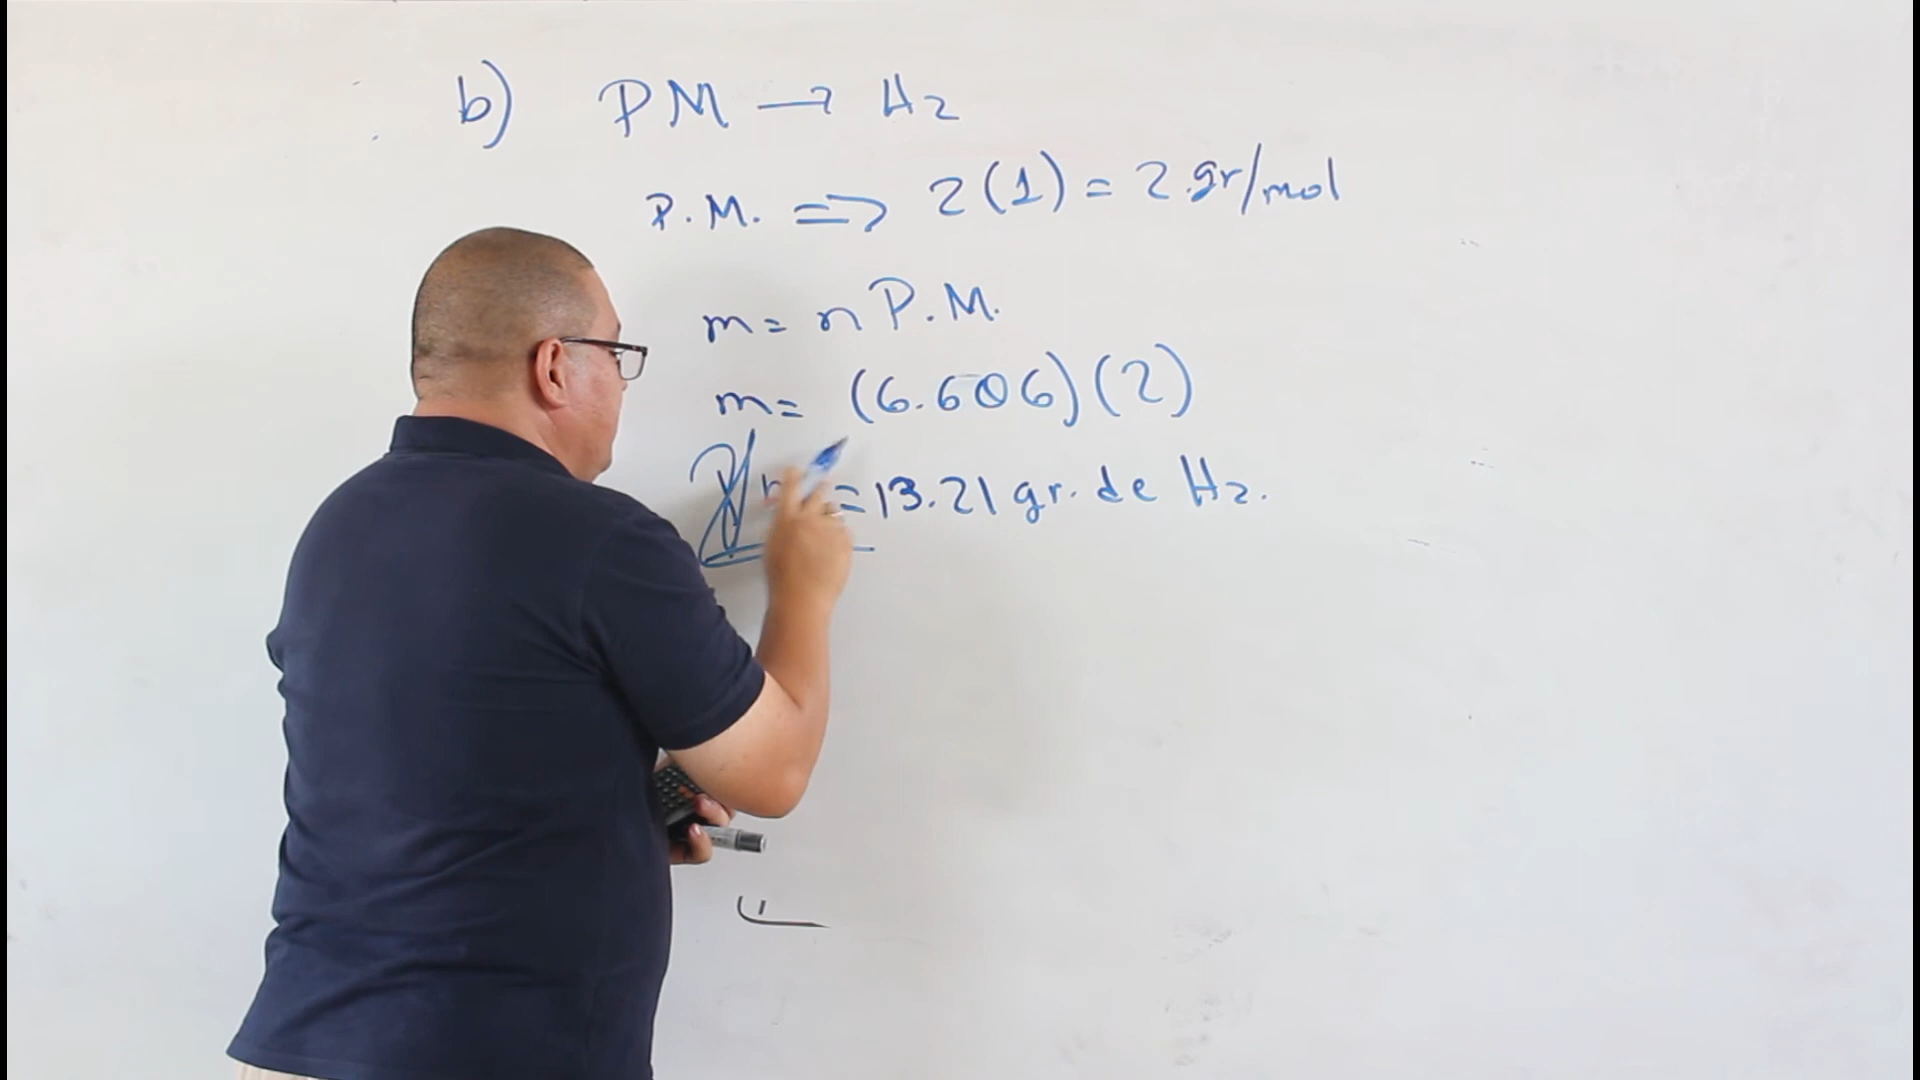 b) PM → H2
P.M. => 2(1) = 2 gr/mol
m= n P.M.
m= (6.606)(2)
=13.21 gr. de H2.